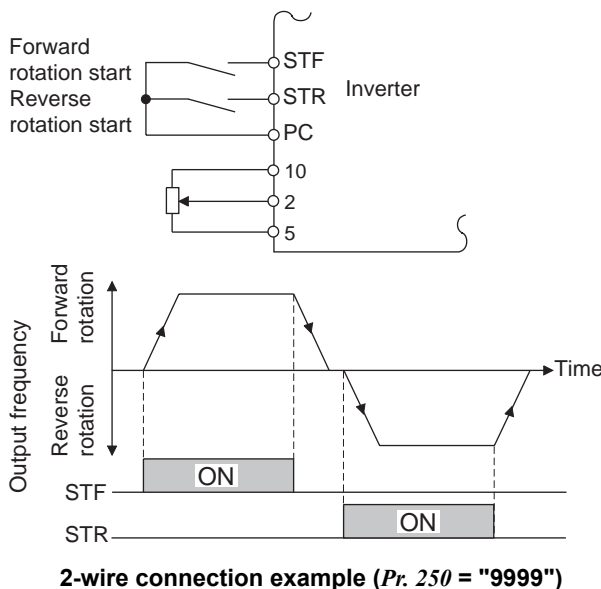 Forward
rotation start
Reverse
rotation start
STF
STR
Inverter
PC
10
2
5
Output frequency
Forward
rotation
Reverse
rotation
Time
ON
STF
ON
STR
2-wire connection example (Pr. 250 = "9999")